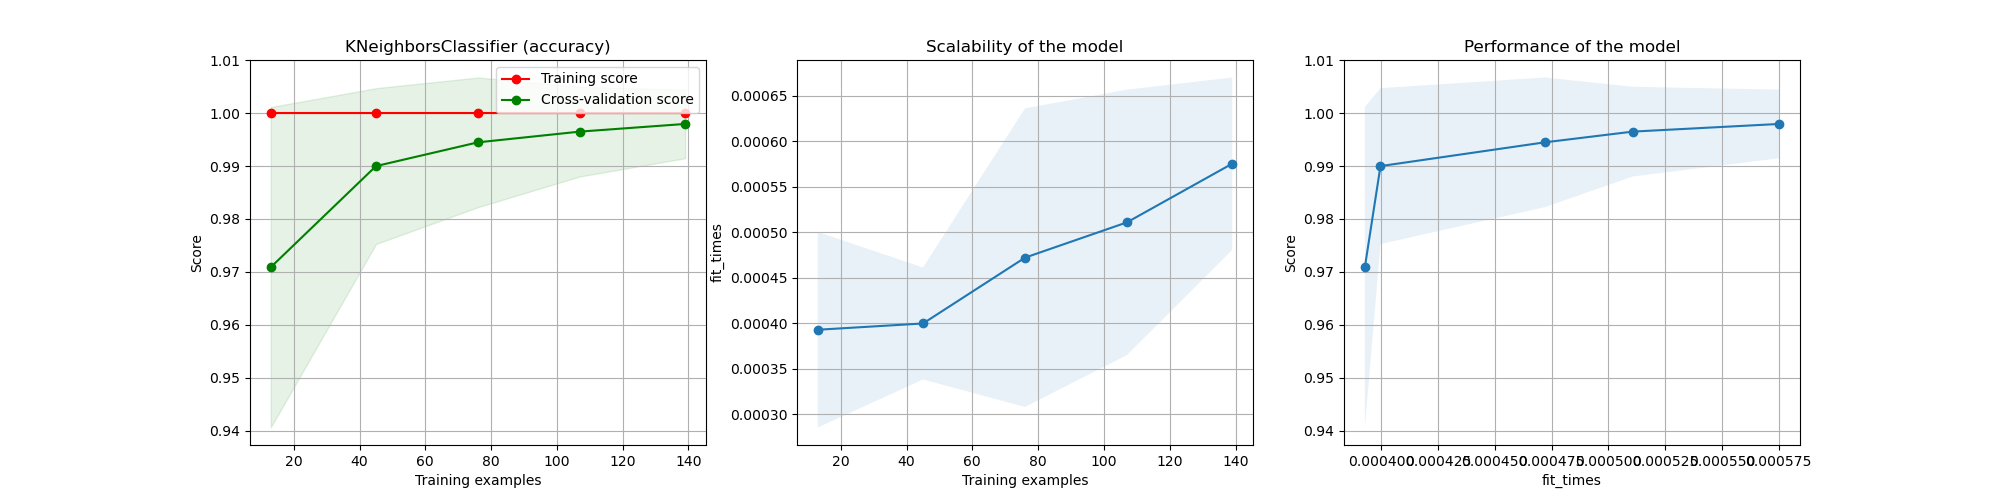 KNeighborsClassifier (accuracy)
Training score
Cross-validation score
1.01
1.00
0.99
0.98
0.97
0.96
0.95
0.94
Score
20 40 60 80 100 120 140
Training examples
Scalability of the model
0.00065
0.00060
0.00055
0.00050
0.00045
0.00040
0.00035
0.00030
fit_times
20 40 60 80 100 120 140
Training examples
Performance of the model
1.01
1.00
0.99
0.98
0.97
0.96
0.95
0.94
Score
0.000400 0.000425 0.000450 0.000475 0.000500 0.000525 0.000550 0.000575
fit_times